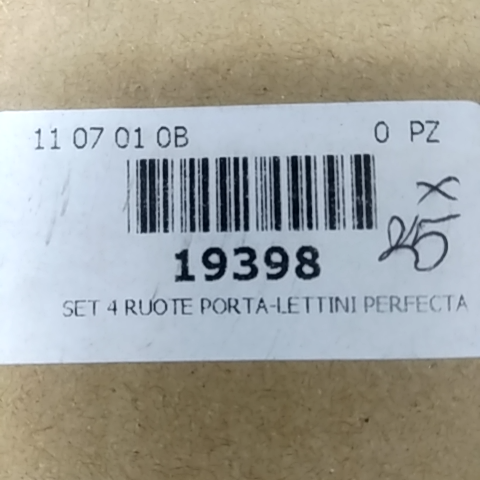 11 07 01 0B 0 PZ
X
25
19398
SET 4 RUOTE PORTA-LETTINI PERFECTA